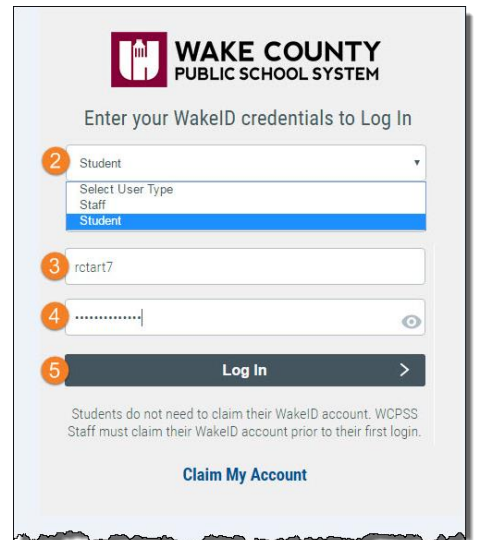 WAKE COUNTY
PUBLIC SCHOOL SYSTEM
Enter your WakeID credentials to Log In
2 Student
Select User Type
Staff
Student
3 rctart7
4 ••••••••••••••
5 Log In >
Students do not need to claim their WakeID account. WCPSS
Staff must claim their WakeID account prior to their first login.
Claim My Account